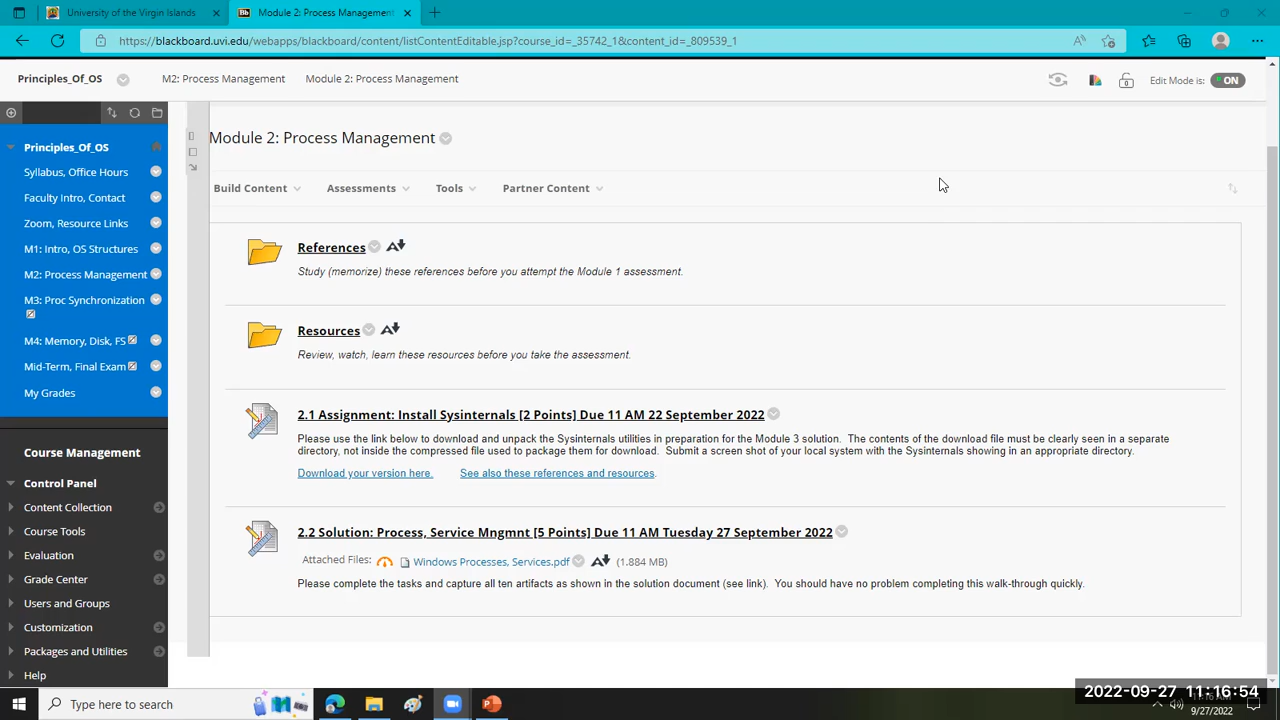 University of the Virgin Islands
Module 2: Process Management
https://blackboard.uvi.edu/webapps/blackboard/content/listContentEditable.jsp?course_id=_35742_1&content_id=_809539_1
Principles_Of_OS
M2: Process Management
Module 2: Process Management
Edit Mode is: ON
Principles_Of_OS
Syllabus, Office Hours
Faculty Intro, Contact
Zoom, Resource Links
M1: Intro, OS Structures
M2: Process Management
M3: Proc Synchronization
M4: Memory, Disk, FS
Mid-Term, Final Exam
My Grades
Course Management
Control Panel
Content Collection
Course Tools
Evaluation
Grade Center
Users and Groups
Customization
Packages and Utilities
Help
Module 2: Process Management
Build Content
Assessments
Tools
Partner Content
References
Study (memorize) these references before you attempt the Module 1 assessment.
Resources
Review, watch, learn these resources before you take the assessment.
2.1 Assignment: Install Sysinternals [2 Points] Due 11 AM 22 September 2022
Please use the link below to download and unpack the Sysinternals utilities in preparation for the Module 3 solution. The contents of the download file must be clearly seen in a separate
directory, not inside the compressed file used to package them for download. Submit a screen shot of your local system with the Sysinternals showing in an appropriate directory.
Download your version here. See also these references and resources.
2.2 Solution: Process, Service Mngmnt [5 Points] Due 11 AM Tuesday 27 September 2022
Attached Files: Windows Processes, Services.pdf (1.884 MB)
Please complete the tasks and capture all ten artifacts as shown in the solution document (see link). You should have no problem completing this walk-through quickly.
Type here to search
2022-09-27 11:16:54
9/27/2022